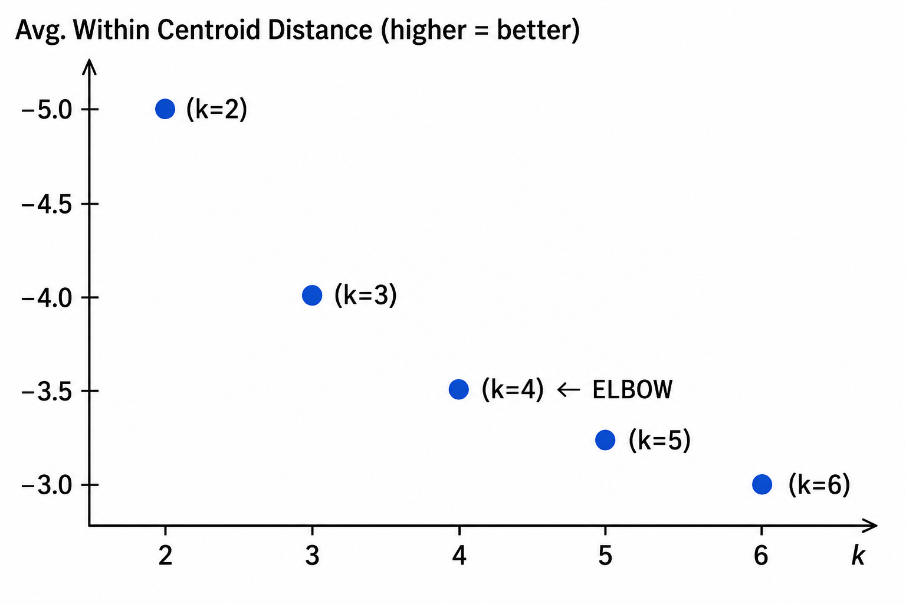 Avg. Within Centroid Distance (higher = better)
−5.0
(k=2)
−4.5
−4.0
(k=3)
−3.5
(k=4) ← ELBOW
(k=5)
−3.0
(k=6)
2 3 4 5 6 k